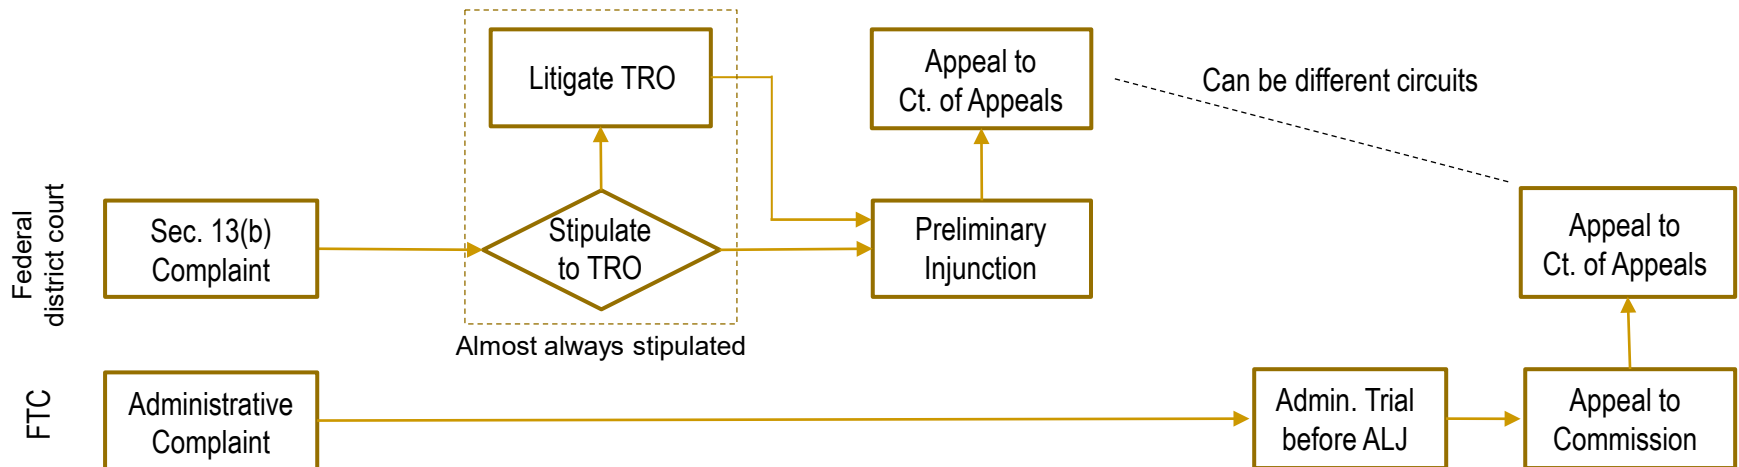 Litigate TRO
Appeal to
Ct. of Appeals
Can be different circuits
Federal
district court
Sec. 13(b)
Complaint
Stipulate
to TRO
Preliminary
Injunction
Appeal to
Ct. of Appeals
Almost always stipulated
FTC
Administrative
Complaint
Admin. Trial
before ALJ
Appeal to
Commission